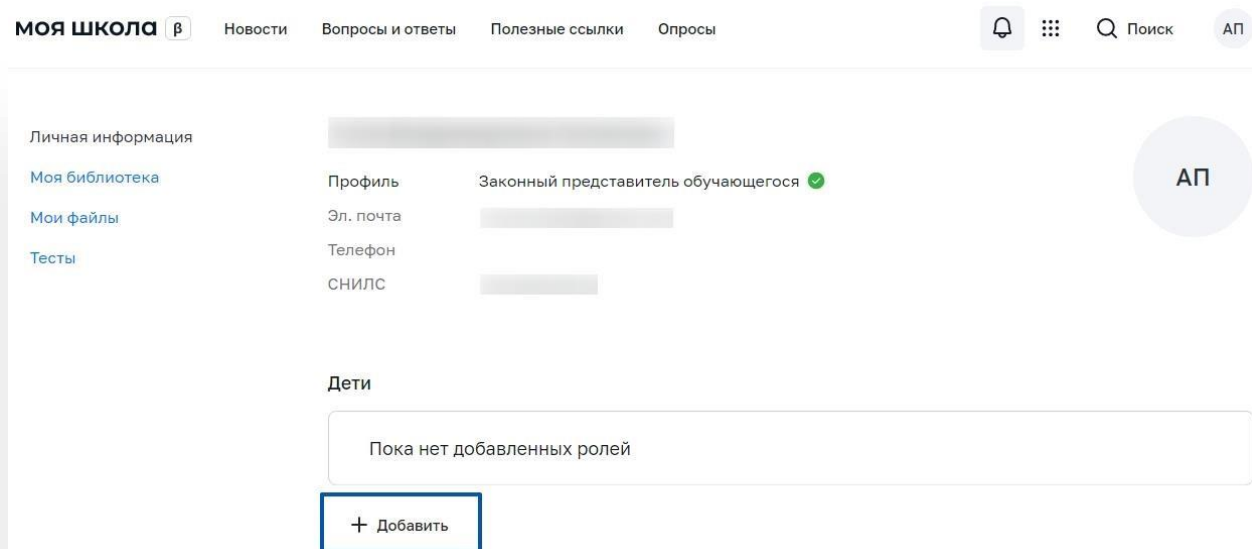 моя школа β Новости Вопросы и ответы Полезные ссылки Опросы Поиск АП
Личная информация
Моя библиотека
Мои файлы
Тесты
Профиль Законный представитель обучающегося
Эл. почта
Телефон
СНИЛС
АП
Дети
Пока нет добавленных ролей
+ Добавить